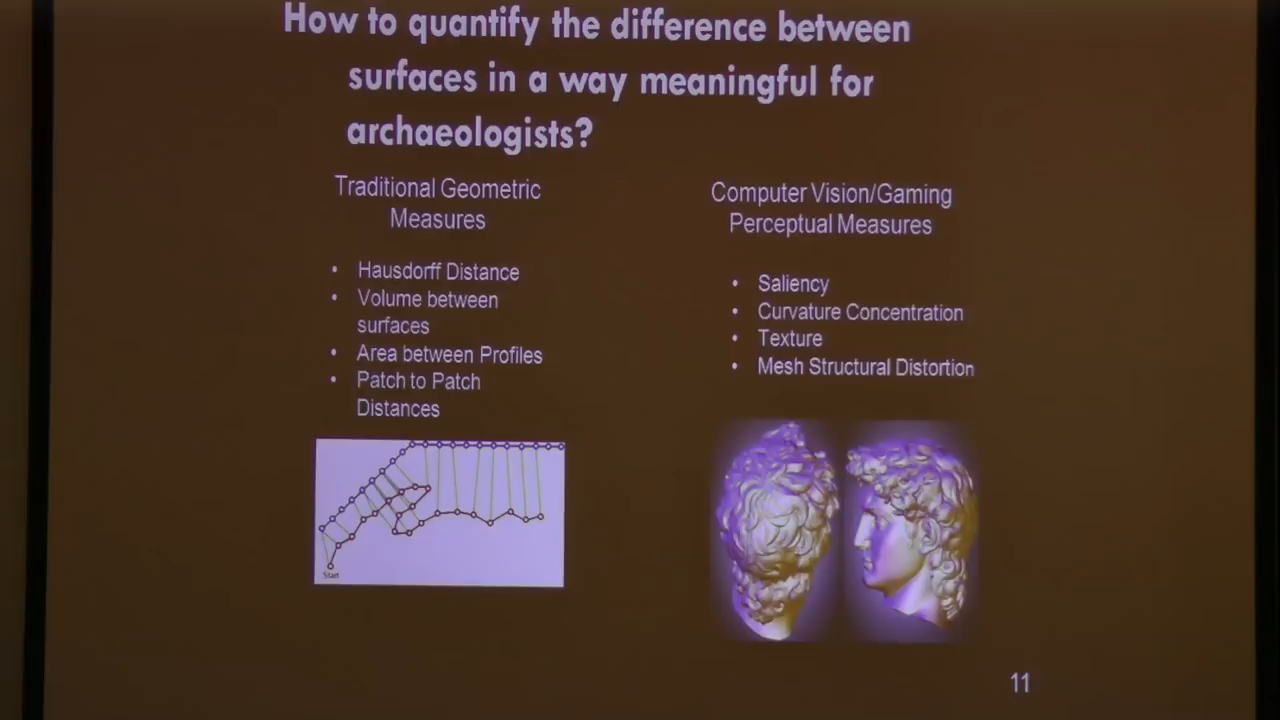 How to quantify the difference between
surfaces in a way meaningful for
archaeologists?
Traditional Geometric
Measures
• Hausdorff Distance
• Volume between
surfaces
• Area between Profiles
• Patch to Patch
Distances
Start
Computer Vision/Gaming
Perceptual Measures
• Saliency
• Curvature Concentration
• Texture
• Mesh Structural Distortion
11